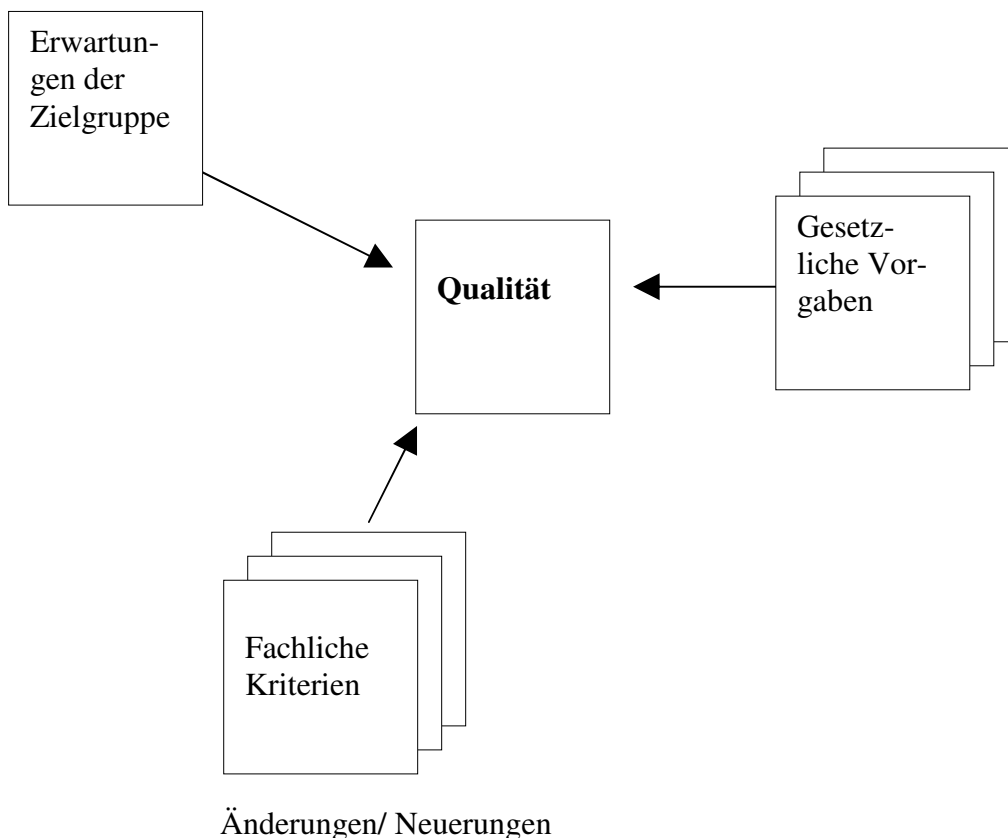 Erwartun-
gen der
Zielgruppe
Gesetz-
liche Vor-
gaben
Qualität
Fachliche
Kriterien
Änderungen/ Neuerungen